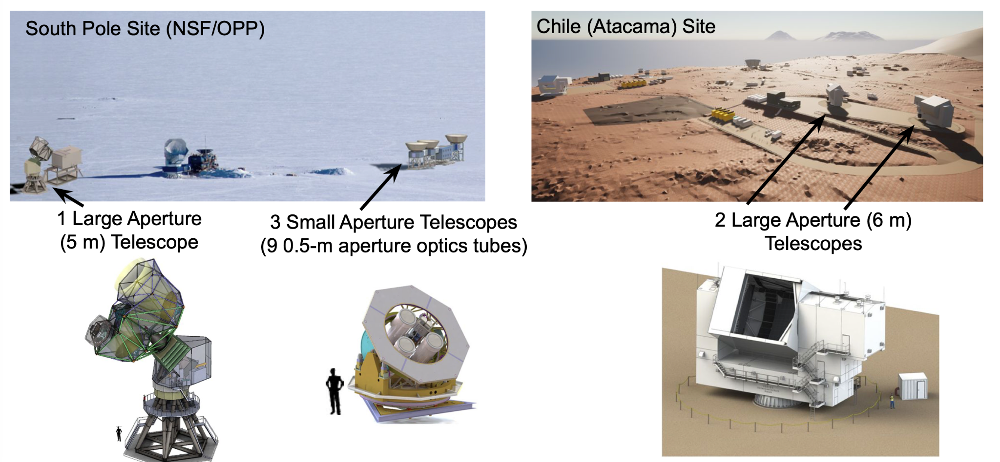 South Pole Site (NSF/OPP)
Chile (Atacama) Site
1 Large Aperture
(5 m) Telescope
3 Small Aperture Telescopes
(9 0.5-m aperture optics tubes)
2 Large Aperture (6 m)
Telescopes